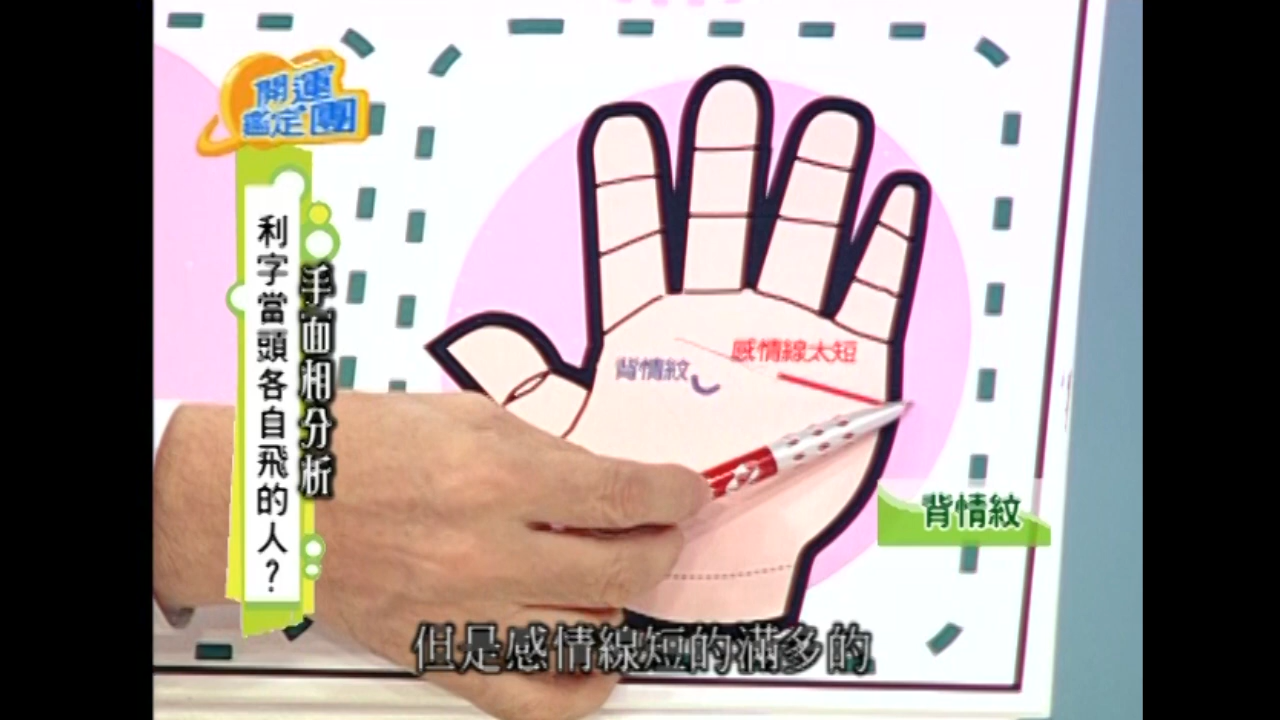 開運
鑑定團
手面相分析
利字當頭各自飛的人？
感情線太短
背情紋
背情紋
但是感情線短的滿多的